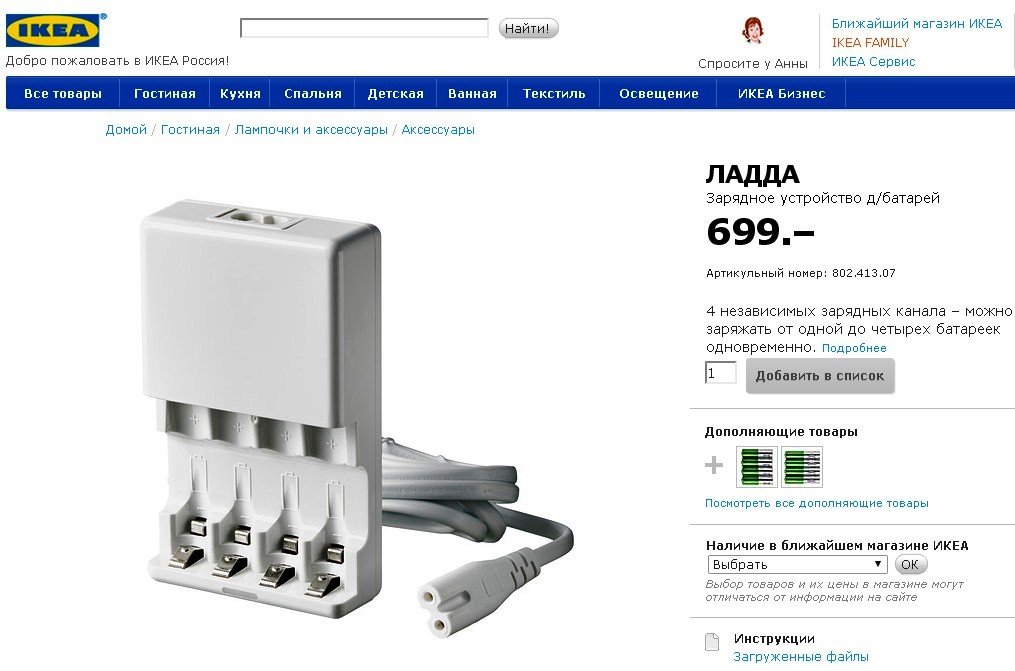 IKEA
®
Найти!
Ближайший магазин ИКЕА
IKEA FAMILY
ИКЕА Сервис
Добро пожаловать в ИКЕА Россия!
Спросите у Анны
Все товары Гостиная Кухня Спальня Детская Ванная Текстиль Освещение ИКЕА Бизнес
Домой / Гостиная / Лампочки и аксессуары / Аксессуары
ЛАДДА
Зарядное устройство д/батарей
699.–
Артикульный номер: 802.413.07
4 независимых зарядных канала – можно
заряжать от одной до четырех батареек
одновременно. Подробнее
1
Добавить в список
Дополняющие товары
+
Посмотреть все дополняющие товары
Наличие в ближайшем магазине ИКЕА
Выбрать
ОК
Выбор товаров и их цены в магазине могут
отличаться от информации на сайте
Инструкции
Загруженные файлы